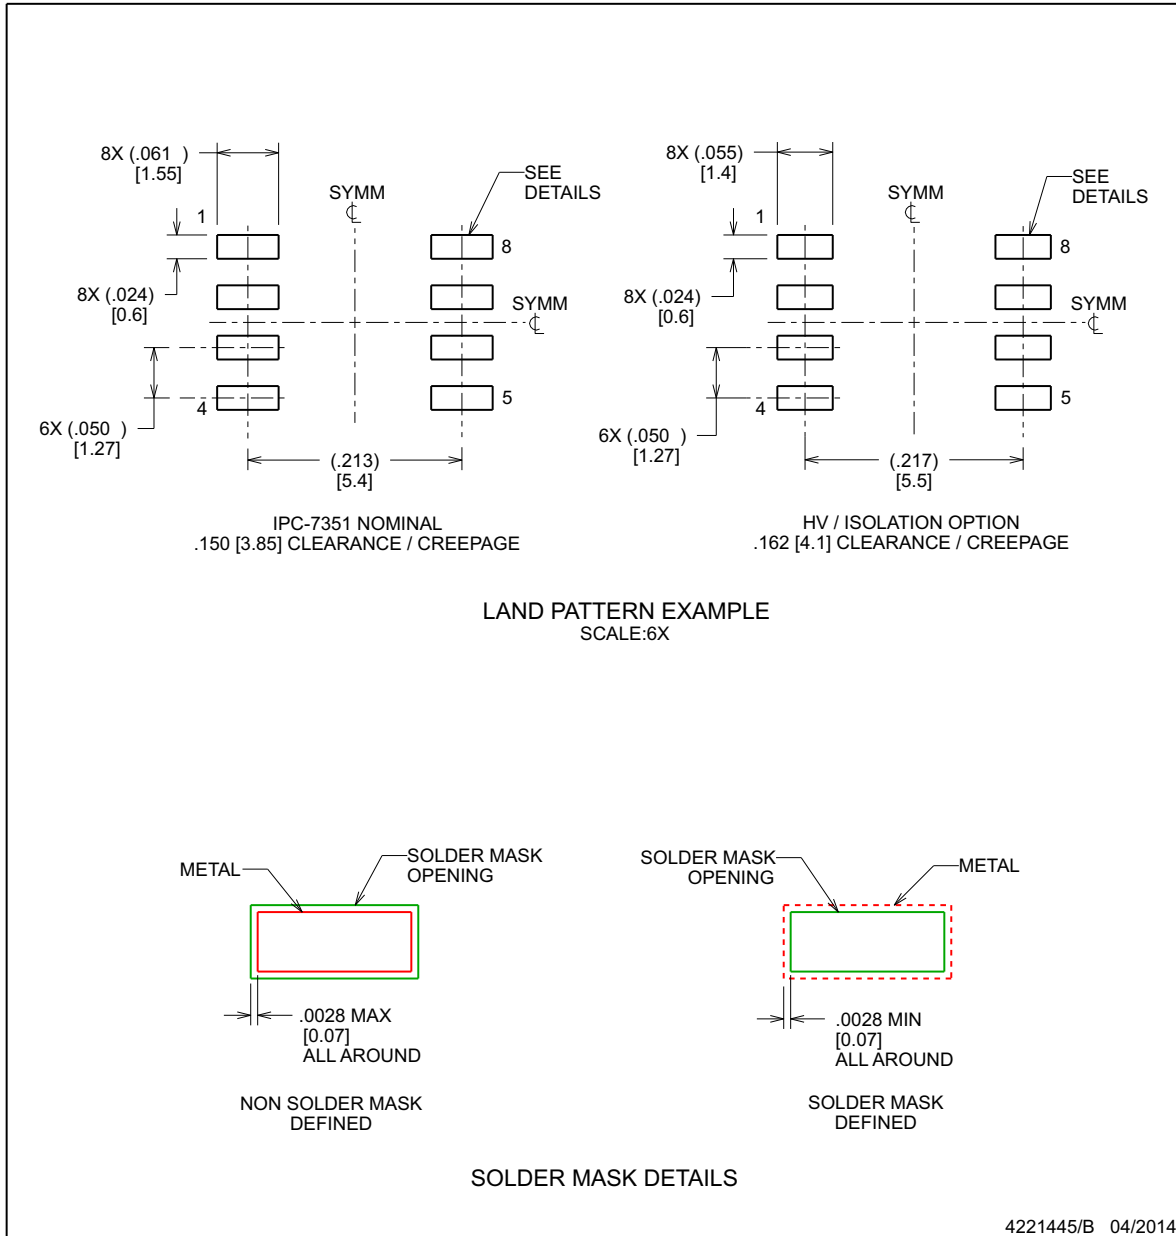 8X (.061 )
[1.55]
SYMM
SEE
DETAILS
1
8
8X (.024)
[0.6]
SYMM
4
5
6X (.050 )
[1.27]
(.213)
[5.4]
IPC-7351 NOMINAL
.150 [3.85] CLEARANCE / CREEPAGE
8X (.055)
[1.4]
SYMM
SEE
DETAILS
1
8
8X (.024)
[0.6]
SYMM
4
5
6X (.050 )
[1.27]
(.217)
[5.5]
HV / ISOLATION OPTION
.162 [4.1] CLEARANCE / CREEPAGE
LAND PATTERN EXAMPLE
SCALE:6X
METAL
SOLDER MASK
OPENING
.0028 MAX
[0.07]
ALL AROUND
NON SOLDER MASK
DEFINED
SOLDER MASK
OPENING
METAL
.0028 MIN
[0.07]
ALL AROUND
SOLDER MASK
DEFINED
SOLDER MASK DETAILS
4221445/B 04/2014